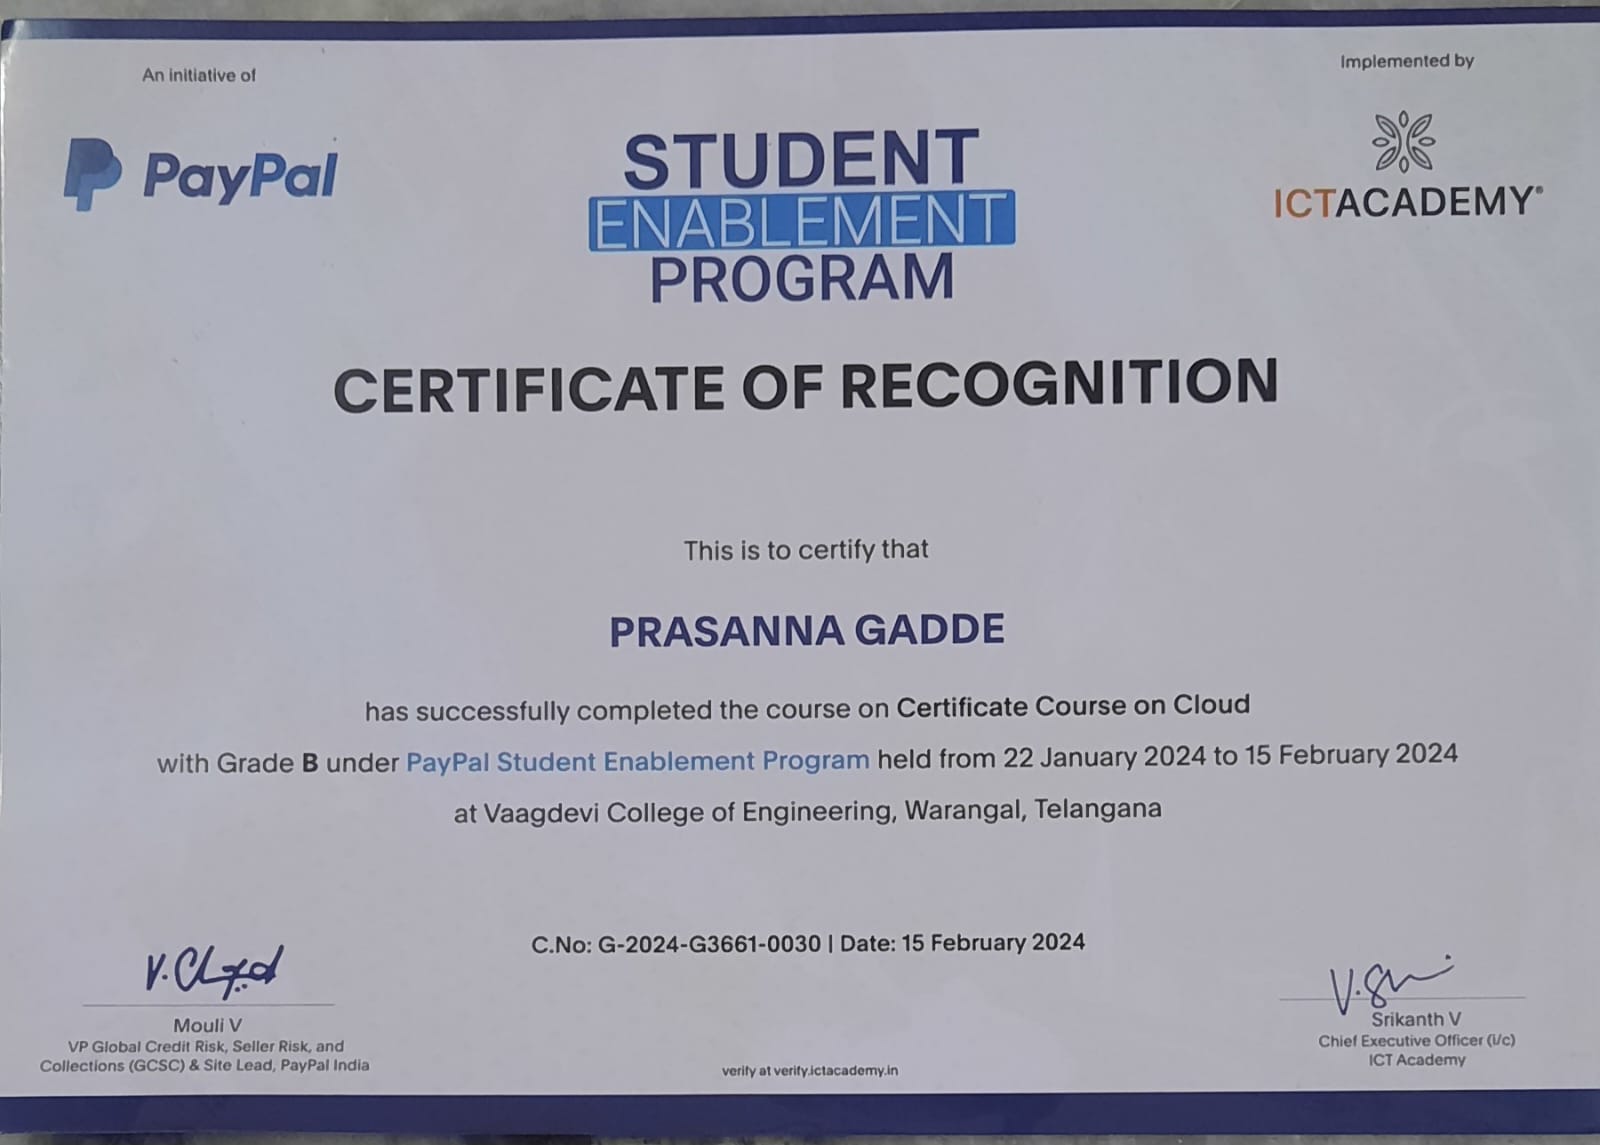 An initiative of
PayPal
STUDENT
ENABLEMENT
PROGRAM
Implemented by
ICTACADEMY®
CERTIFICATE OF RECOGNITION
This is to certify that
PRASANNA GADDE
has successfully completed the course on Certificate Course on Cloud
with Grade B under PayPal Student Enablement Program held from 22 January 2024 to 15 February 2024
at Vaagdevi College of Engineering, Warangal, Telangana
C.No: G-2024-G3661-0030 | Date: 15 February 2024
Mouli V
VP Global Credit Risk, Seller Risk, and
Collections (GCSC) & Site Lead, PayPal India
Srikanth V
Chief Executive Officer (i/c)
ICT Academy
verify at verify.ictacademy.in